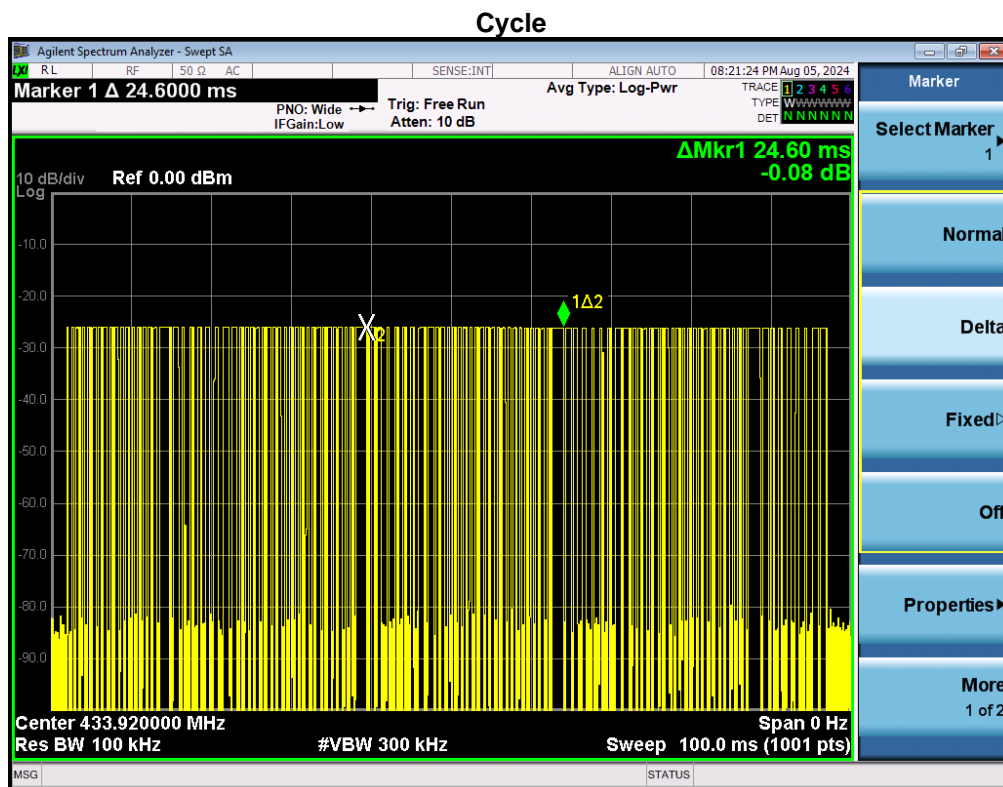 Cycle
Agilent Spectrum Analyzer - Swept SA
LXI RL RF 50 Ω AC SENSE:INT ALIGN AUTO 08:21:24 PM Aug 05, 2024
Marker 1 Δ 24.6000 ms
PNO: Wide
IFGain:Low
Trig: Free Run
Atten: 10 dB
Avg Type: Log-Pwr
TRACE 1 2 3 4 5 6
TYPE WWWWWW
DET N N N N N N
ΔMkr1 24.60 ms
-0.08 dB
10 dB/div Ref 0.00 dBm
Log
-10.0
-20.0
1Δ2
X2
-30.0
-40.0
-50.0
-60.0
-70.0
-80.0
-90.0
Center 433.920000 MHz Span 0 Hz
Res BW 100 kHz #VBW 300 kHz Sweep 100.0 ms (1001 pts)
MSG STATUS
Marker
Select Marker
1
Normal
Delta
Fixed
Off
Properties
More
1 of 2